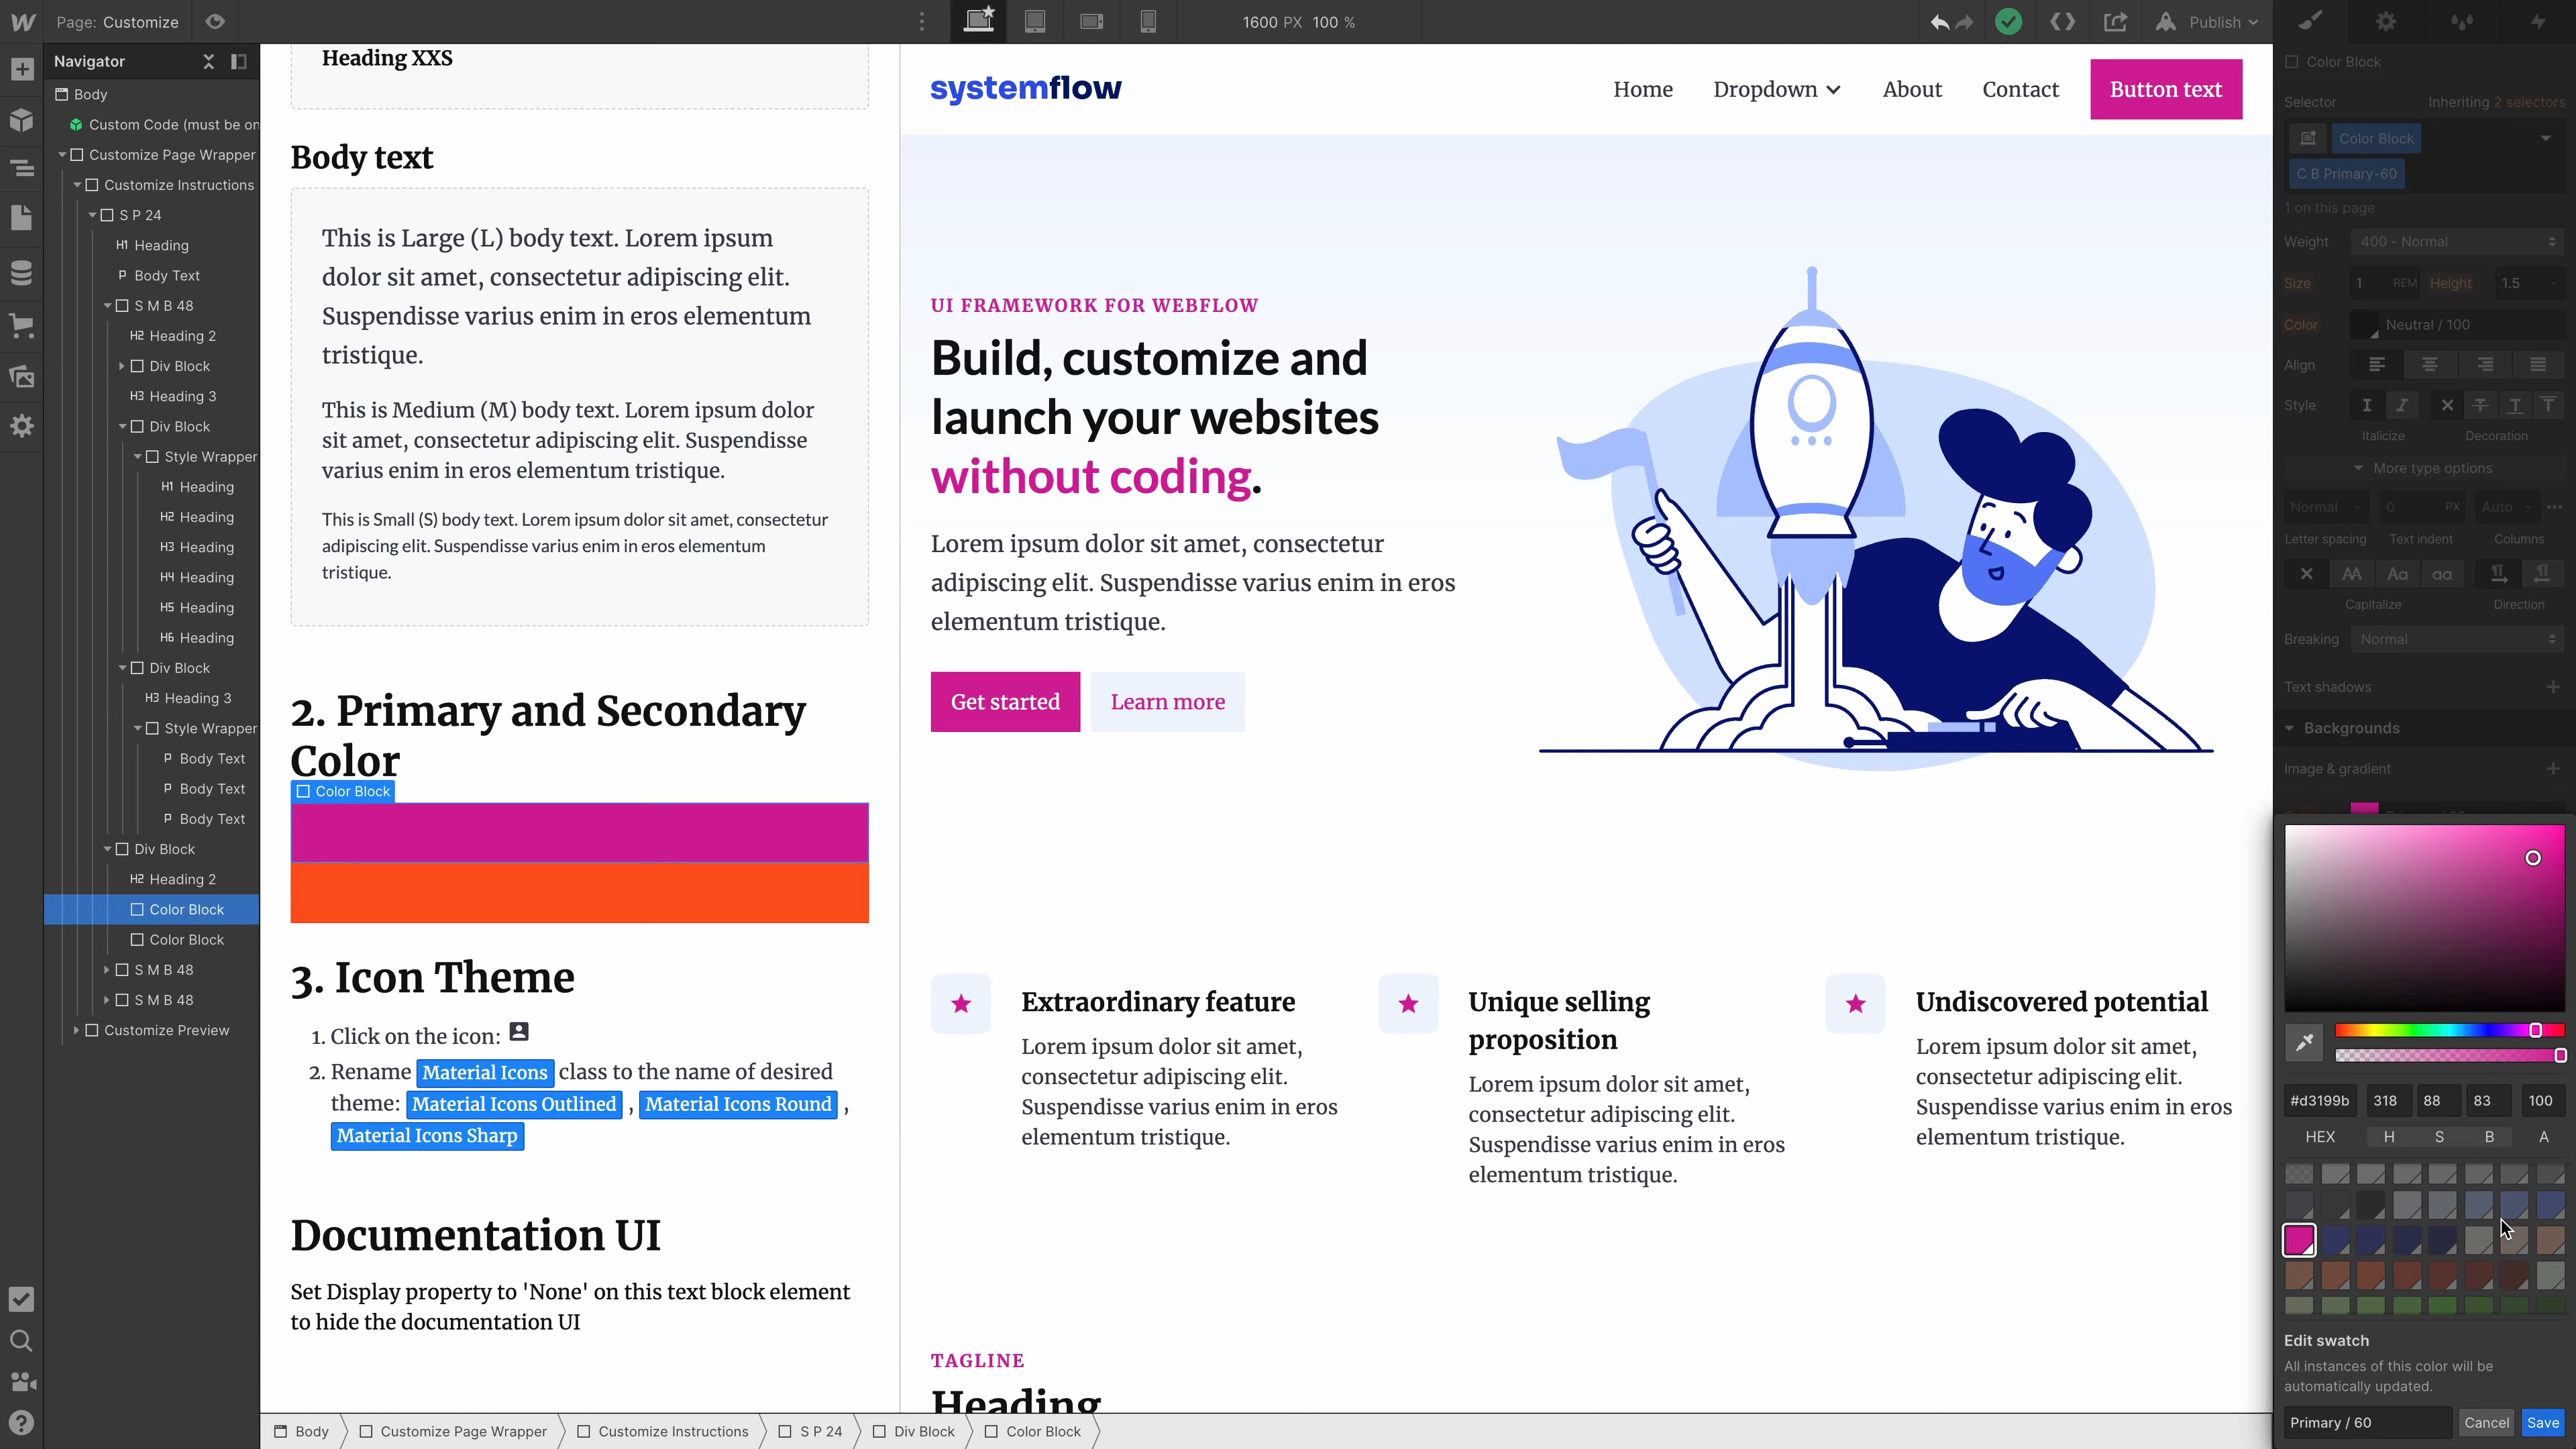 Page: Customize
1600 PX 100 %
Publish
Navigator
Body
Custom Code (must be on
Customize Page Wrapper
Customize Instructions
S P 24
H1 Heading
P Body Text
S M B 48
H2 Heading 2
Div Block
H3 Heading 3
Div Block
Style Wrapper
H1 Heading
H2 Heading
H3 Heading
H4 Heading
H5 Heading
H6 Heading
Div Block
H3 Heading 3
Style Wrapper
P Body Text
P Body Text
P Body Text
Div Block
H2 Heading 2
Color Block
Color Block
S M B 48
S M B 48
Customize Preview
Heading XXS
Body text
This is Large (L) body text. Lorem ipsum
dolor sit amet, consectetur adipiscing elit.
Suspendisse varius enim in eros elementum
tristique.
This is Medium (M) body text. Lorem ipsum dolor
sit amet, consectetur adipiscing elit. Suspendisse
varius enim in eros elementum tristique.
This is Small (S) body text. Lorem ipsum dolor sit amet, consectetur
adipiscing elit. Suspendisse varius enim in eros elementum
tristique.
2. Primary and Secondary
Color
Color Block
3. Icon Theme
1. Click on the icon:
2. Rename Material Icons class to the name of desired
theme: Material Icons Outlined , Material Icons Round ,
Material Icons Sharp
Documentation UI
Set Display property to 'None' on this text block element
to hide the documentation UI
systemflow
Home Dropdown About Contact Button text
UI FRAMEWORK FOR WEBFLOW
Build, customize and
launch your websites
without coding.
Lorem ipsum dolor sit amet, consectetur
adipiscing elit. Suspendisse varius enim in eros
elementum tristique.
Get started Learn more
Extraordinary feature
Lorem ipsum dolor sit amet,
consectetur adipiscing elit.
Suspendisse varius enim in eros
elementum tristique.
Unique selling
proposition
Lorem ipsum dolor sit amet,
consectetur adipiscing elit.
Suspendisse varius enim in eros
elementum tristique.
Undiscovered potential
Lorem ipsum dolor sit amet,
consectetur adipiscing elit.
Suspendisse varius enim in eros
elementum tristique.
TAGLINE
Heading
Body Customize Page Wrapper Customize Instructions S P 24 Div Block Color Block
Color Block
Selector Inheriting 2 selectors
Color Block
C B Primary-60
1 on this page
Weight 400 - Normal
Size 1 REM Height 1.5 -
Color Neutral / 100
Align
Style
Italicize Decoration
More type options
Normal 0 PX Auto
Letter spacing Text indent Columns
AA Aa aa
Capitalize Direction
Breaking Normal
Text shadows
Backgrounds
Image & gradient
#d3199b 318 88 83 100
HEX H S B A
Edit swatch
All instances of this color will be
automatically updated.
Primary / 60 Cancel Save